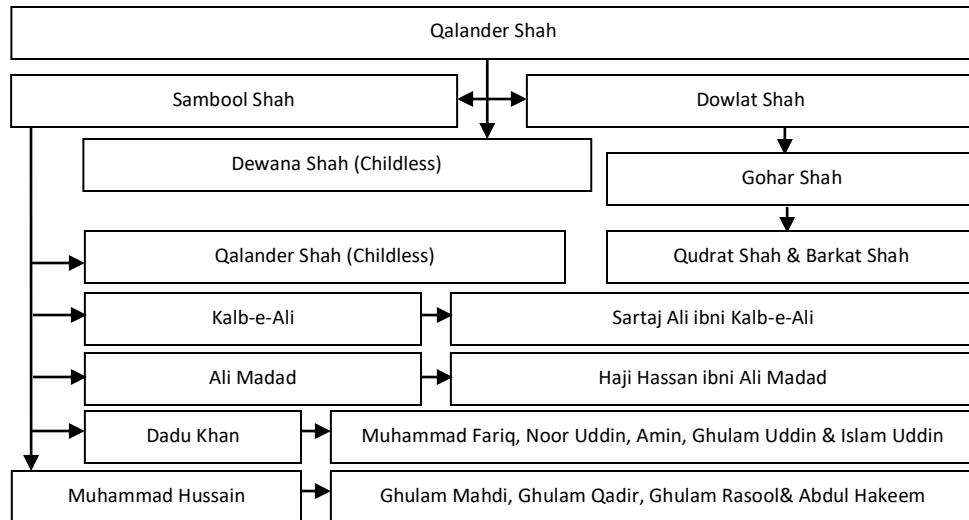 Qalander Shah
Sambool Shah
Dowlat Shah
Dewana Shah (Childless)
Gohar Shah
Qalander Shah (Childless)
Qudrat Shah & Barkat Shah
Kalb-e-Ali
Sartaj Ali ibni Kalb-e-Ali
Ali Madad
Haji Hassan ibni Ali Madad
Dadu Khan
Muhammad Fariq, Noor Uddin, Amin, Ghulam Uddin & Islam Uddin
Muhammad Hussain
Ghulam Mahdi, Ghulam Qadir, Ghulam Rasool& Abdul Hakeem